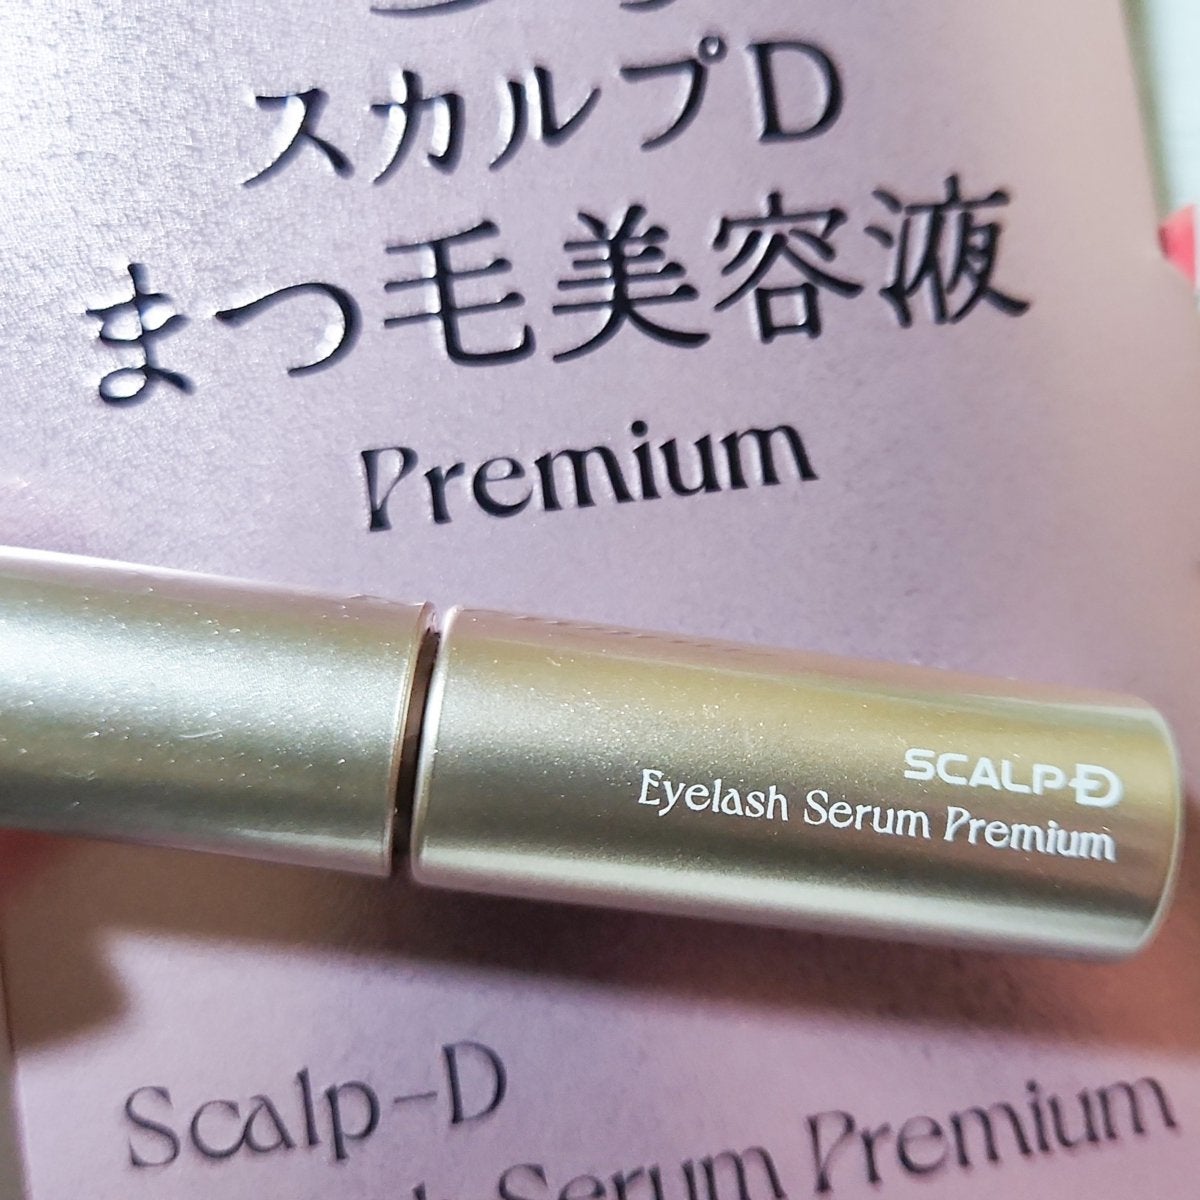 スカルプD
まつ毛美容液
Premium
SCALP-D
Eyelash Serum Premium
Scalp-D
Serum Premium